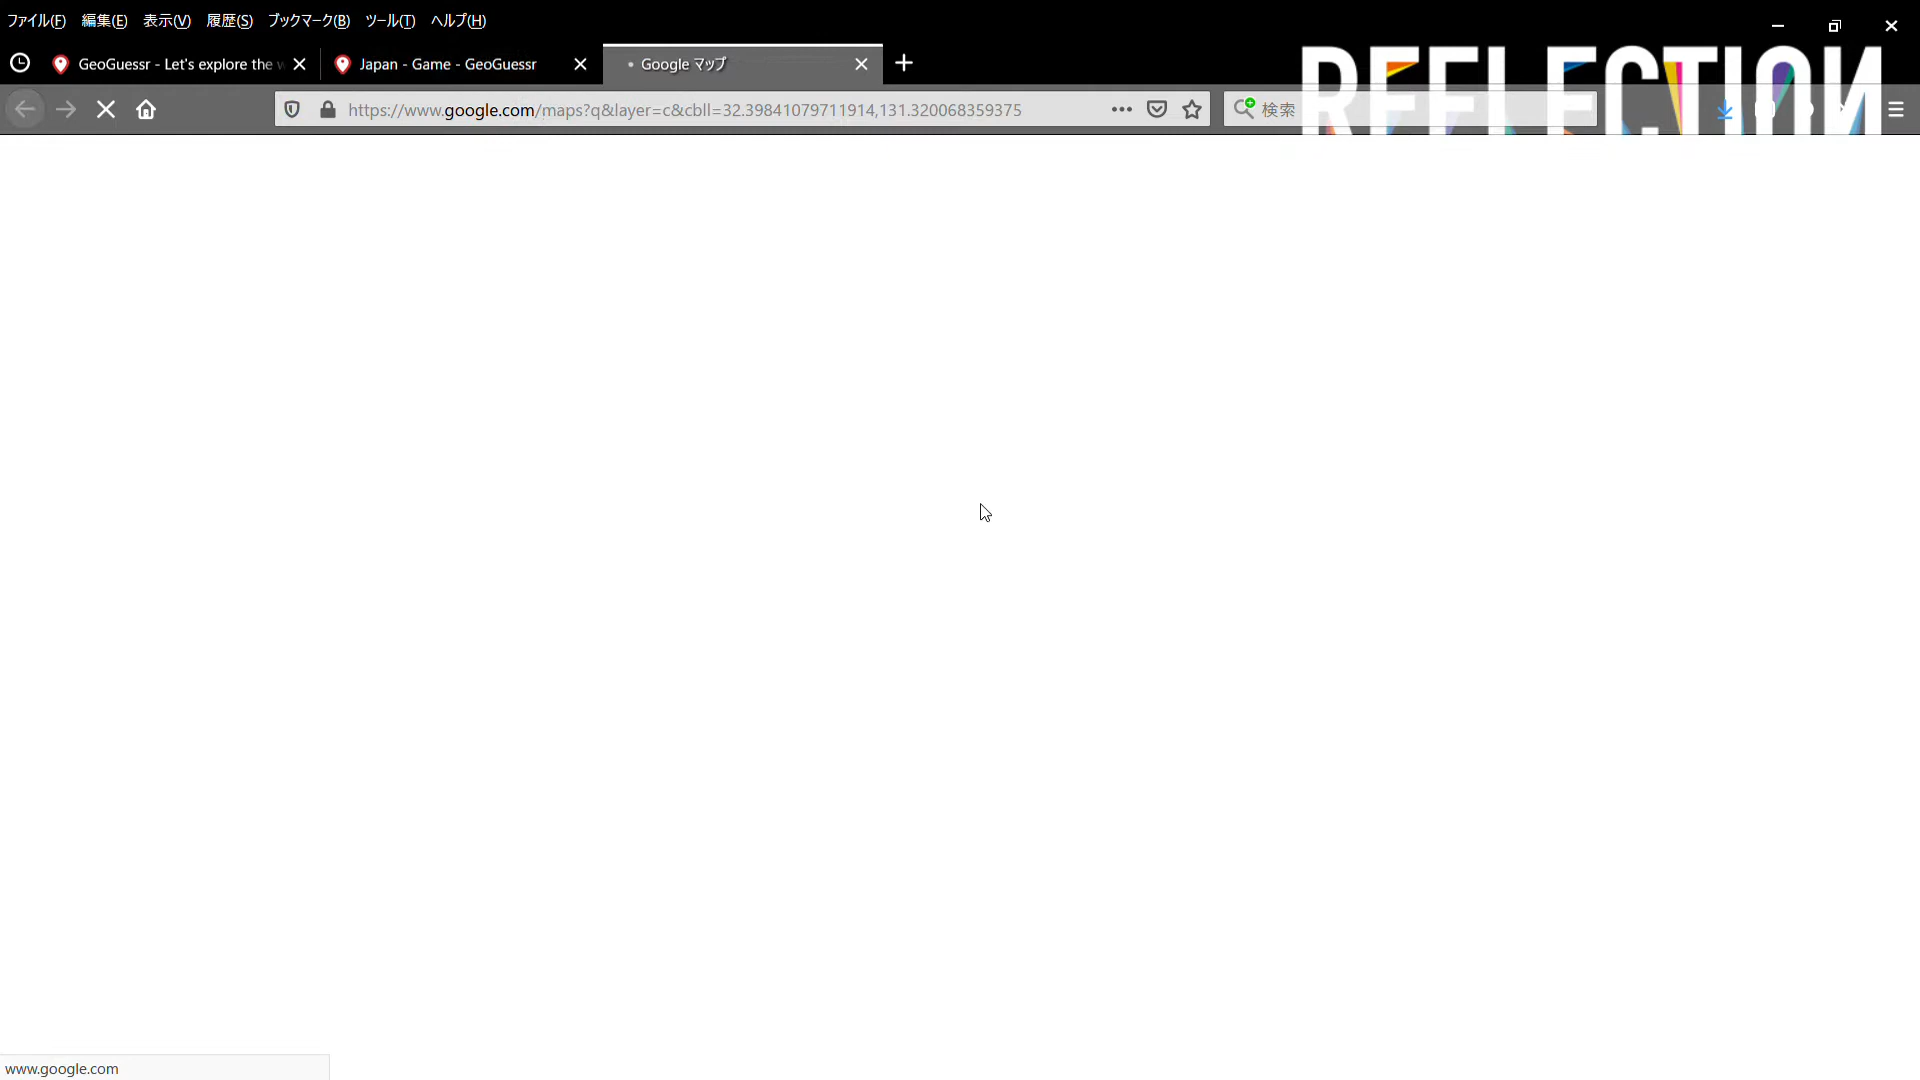 ファイル(F) 編集(E) 表示(V) 履歴(S) ブックマーク(B) ツール(T) ヘルプ(H)
GeoGuessr - Let's explore the w
Japan - Game - GeoGuessr
Google マップ
https://www.google.com/maps?q&layer=c&cbll=32.39841079711914,131.320068359375
検索
REFLECTION
www.google.com